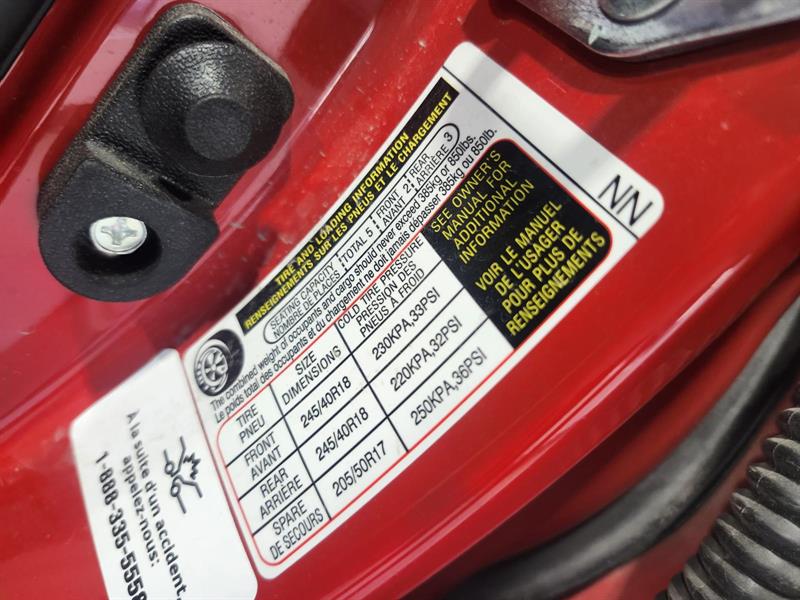 NN
TIRE AND LOADING INFORMATION
RENSEIGNEMENTS SUR LES PNEUS ET LE CHARGEMENT
SEATING CAPACITY TOTAL 5 FRONT 2 REAR 3
NOMBRE DE PLACES AVANT 2 ARRIÈRE
The combined weight of occupants and cargo should never exceed 385kg or 850lbs.
Le poids total des occupants et du chargement ne doit jamais dépasser 385kg ou 850lb.
TIRE SIZE COLD TIRE PRESSURE
PNEU DIMENSIONS PRESSION DES
PNEUS À FROID
FRONT 245/40R18 230KPA,33PSI
AVANT
REAR 245/40R18 220KPA,32PSI
ARRIÈRE
SPARE 205/50R17 250KPA,36PSI
DE SECOURS
SEE OWNER'S
MANUAL FOR
ADDITIONAL
INFORMATION
VOIR LE MANUEL
DE L'USAGER
POUR PLUS DE
RENSEIGNEMENTS
À la suite d'un accident,
appelez-nous:
1-888-335-555